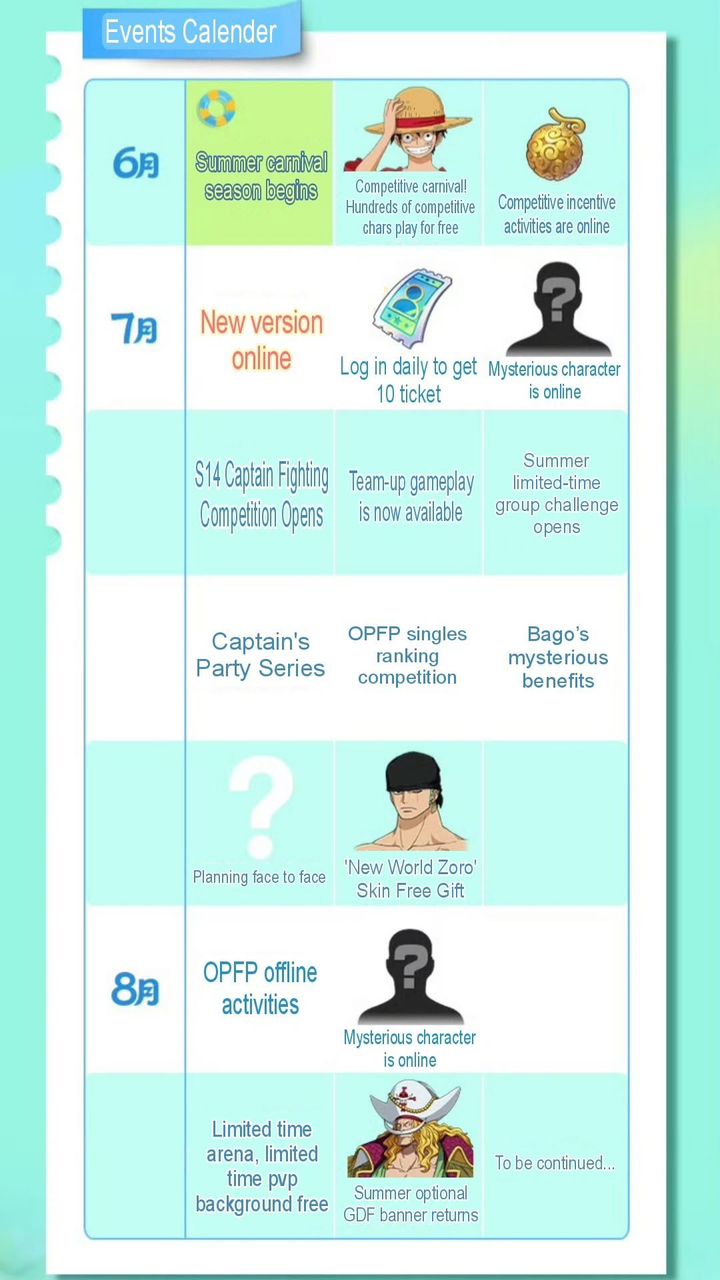 Events Calender
6月
Summer carnival
season begins
Competitive carnival!
Hundreds of competitive
chars play for free
Competitive incentive
activities are online
7月
New version
online
Log in daily to get
10 ticket
?
Mysterious character
is online
S14 Captain Fighting
Competition Opens
Team-up gameplay
is now available
Summer
limited-time
group challenge
opens
Captain's
Party Series
OPFP singles
ranking
competition
Bago’s
mysterious
benefits
?
Planning face to face
'New World Zoro'
Skin Free Gift
8月
OPFP offline
activities
?
Mysterious character
is online
Limited time
arena, limited
time pvp
background free
Summer optional
GDF banner returns
To be continued...